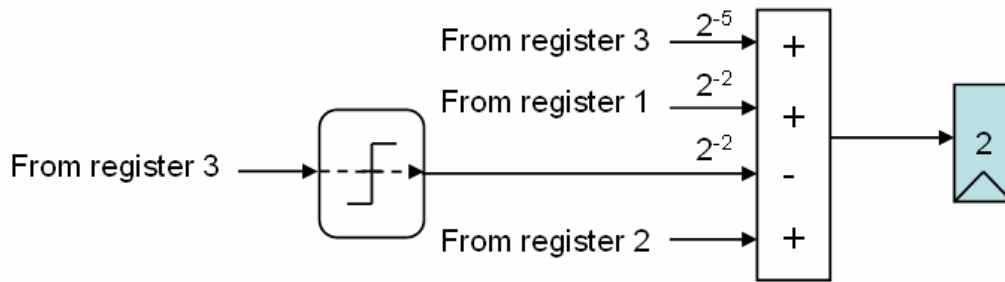 From register 3 2⁻⁵ +
From register 1 2⁻² +
From register 3 2⁻² -
From register 2 +
2